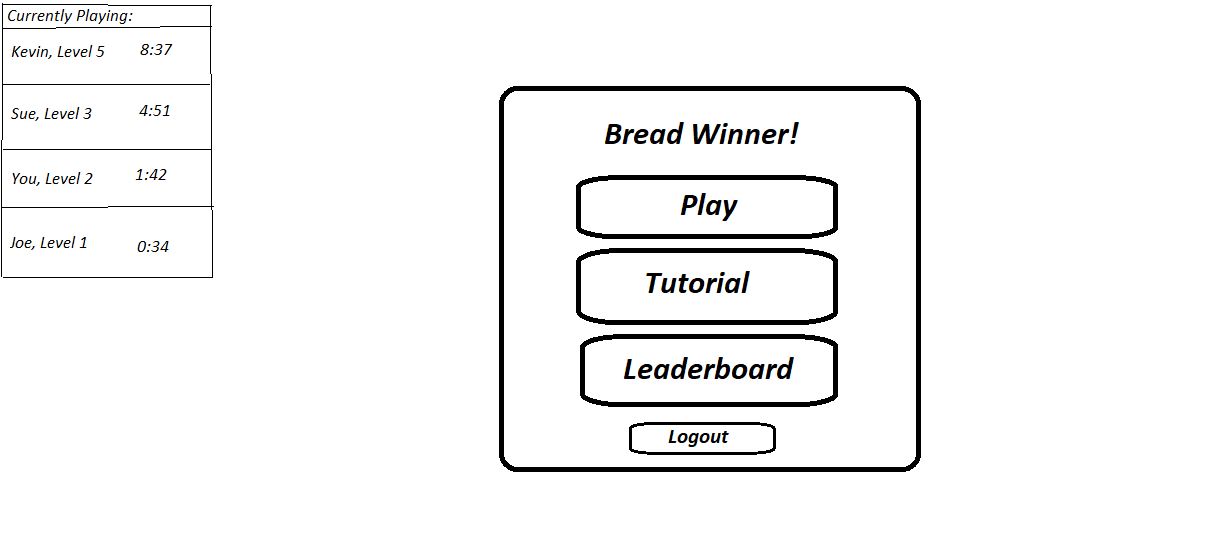 Currently Playing:
Kevin, Level 5 8:37
Sue, Level 3 4:51
You, Level 2 1:42
Joe, Level 1 0:34
Bread Winner!
Play
Tutorial
Leaderboard
Logout